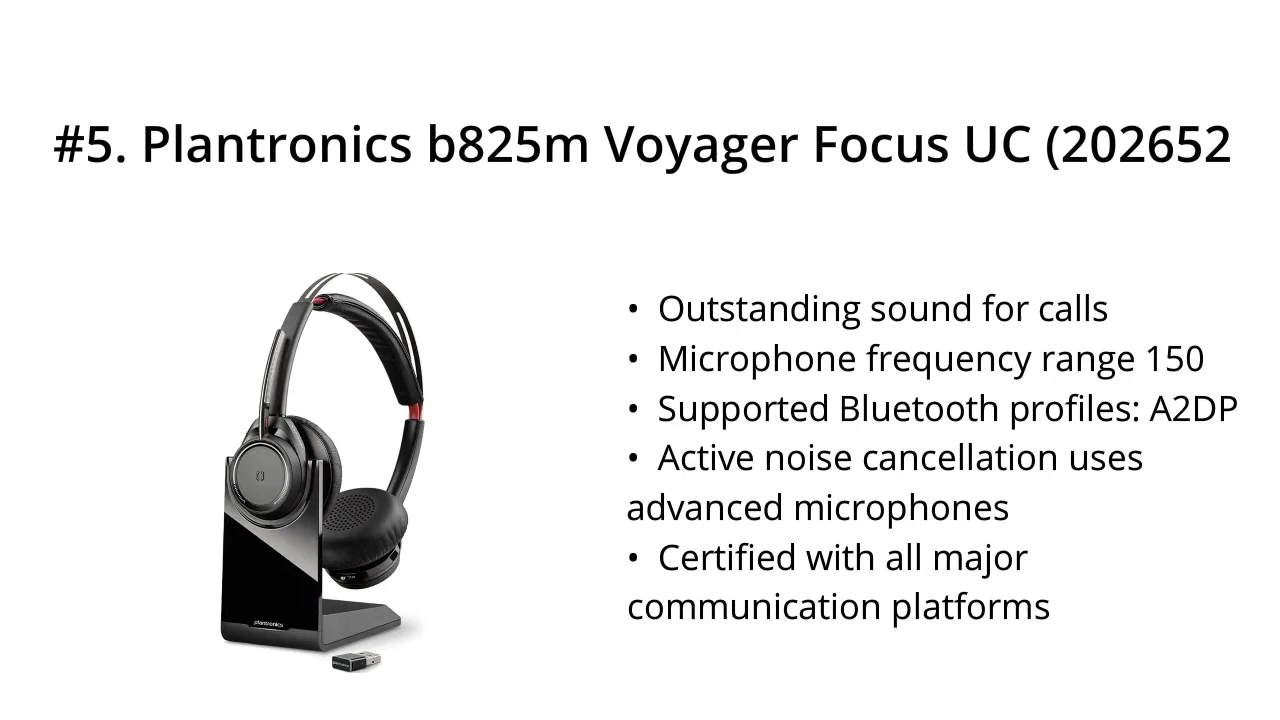 #5. Plantronics b825m Voyager Focus UC (202652
• Outstanding sound for calls
• Microphone frequency range 150
• Supported Bluetooth profiles: A2DP
• Active noise cancellation uses
advanced microphones
• Certified with all major
communication platforms
plantronics